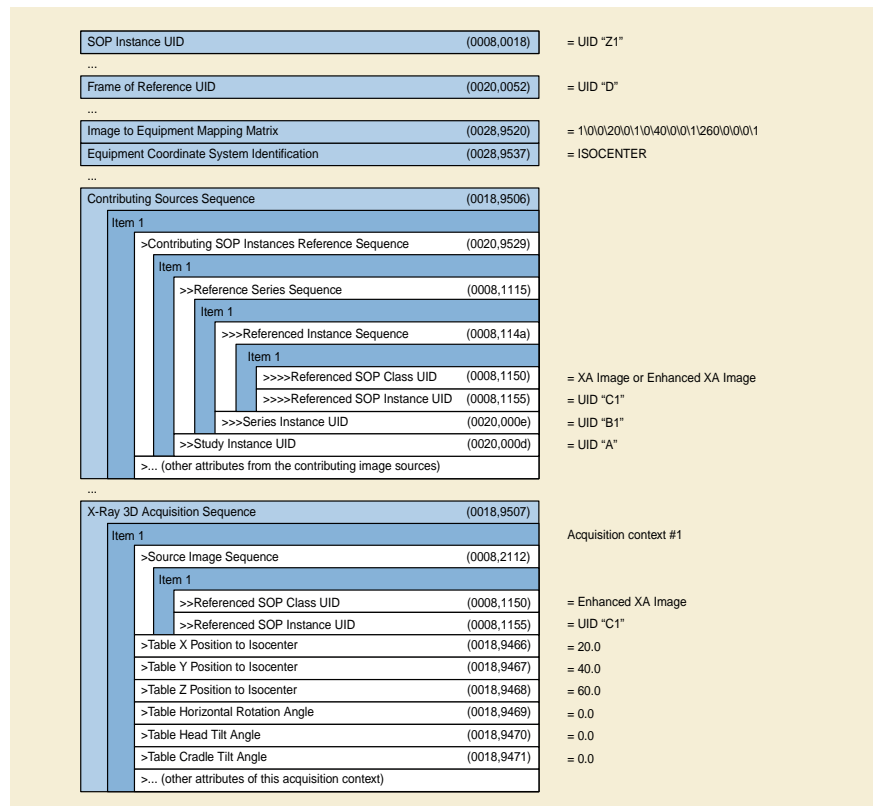 SOP Instance UID (0008,0018) = UID “Z1”
...
Frame of Reference UID (0020,0052) = UID “D”
...
Image to Equipment Mapping Matrix (0028,9520) = 1\0\0\20\0\1\0\40\0\0\1\260\0\0\0\1
Equipment Coordinate System Identification (0028,9537) = ISOCENTER
...
Contributing Sources Sequence (0018,9506)
Item 1
>Contributing SOP Instances Reference Sequence (0020,9529)
Item 1
>>Reference Series Sequence (0008,1115)
Item 1
>>>Referenced Instance Sequence (0008,114a)
Item 1
>>>>Referenced SOP Class UID (0008,1150) = XA Image or Enhanced XA Image
>>>>Referenced SOP Instance UID (0008,1155) = UID “C1”
>>>Series Instance UID (0020,000e) = UID “B1”
>>Study Instance UID (0020,000d) = UID “A”
>... (other attributes from the contributing image sources)
...
X-Ray 3D Acquisition Sequence (0018,9507)
Item 1 Acquisition context #1
>Source Image Sequence (0008,2112)
Item 1
>>Referenced SOP Class UID (0008,1150) = Enhanced XA Image
>>Referenced SOP Instance UID (0008,1155) = UID “C1”
>Table X Position to Isocenter (0018,9466) = 20.0
>Table Y Position to Isocenter (0018,9467) = 40.0
>Table Z Position to Isocenter (0018,9468) = 60.0
>Table Horizontal Rotation Angle (0018,9469) = 0.0
>Table Head Tilt Angle (0018,9470) = 0.0
>Table Cradle Tilt Angle (0018,9471) = 0.0
>... (other attributes of this acquisition context)